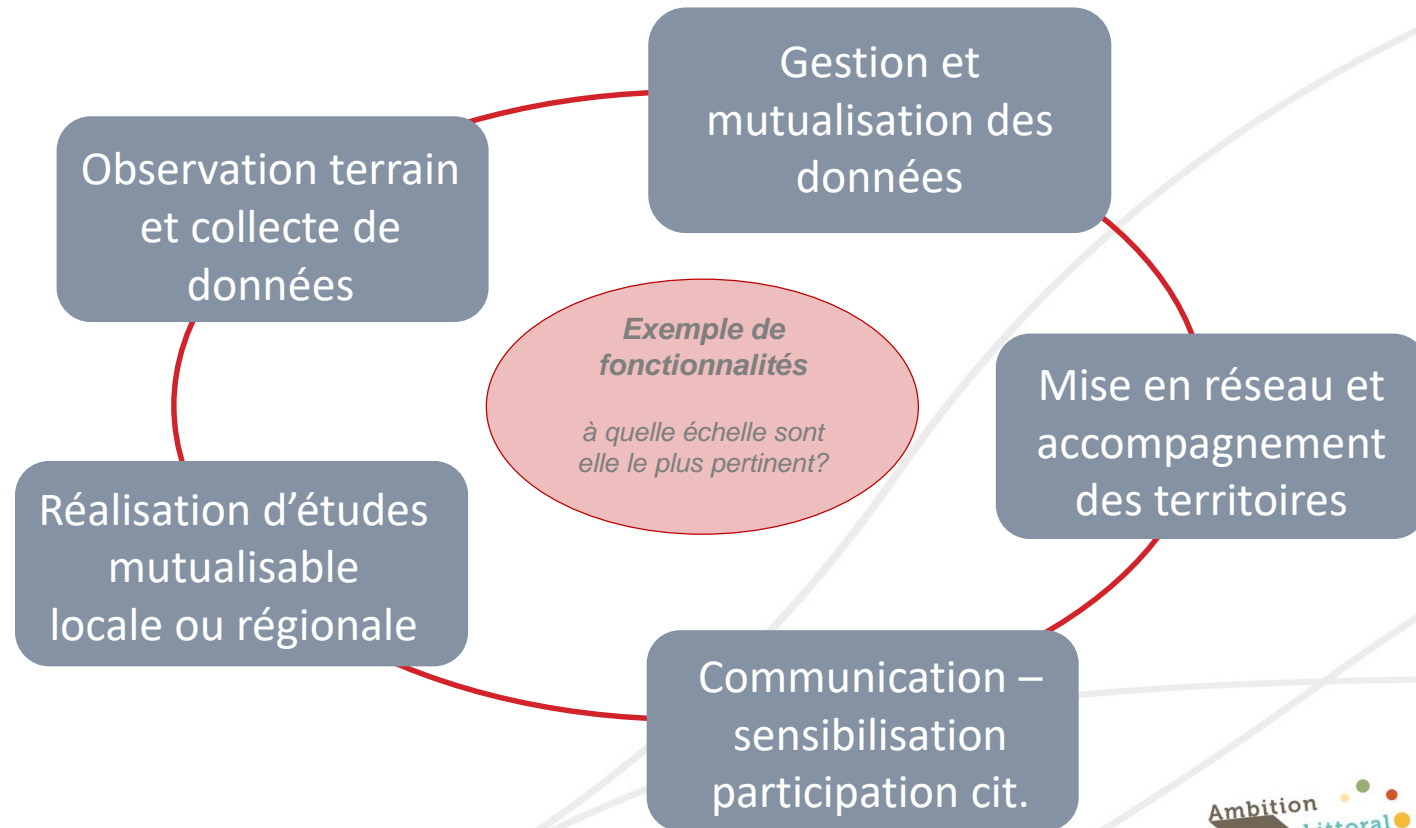 Gestion et
mutualisation des
données
Observation terrain
et collecte de
données
Exemple de
fonctionnalités
à quelle échelle sont
elle le plus pertinent?
Mise en réseau et
accompagnement
des territoires
Réalisation d’études
mutualisable
locale ou régionale
Communication –
sensibilisation
participation cit.
Ambition
Littoral